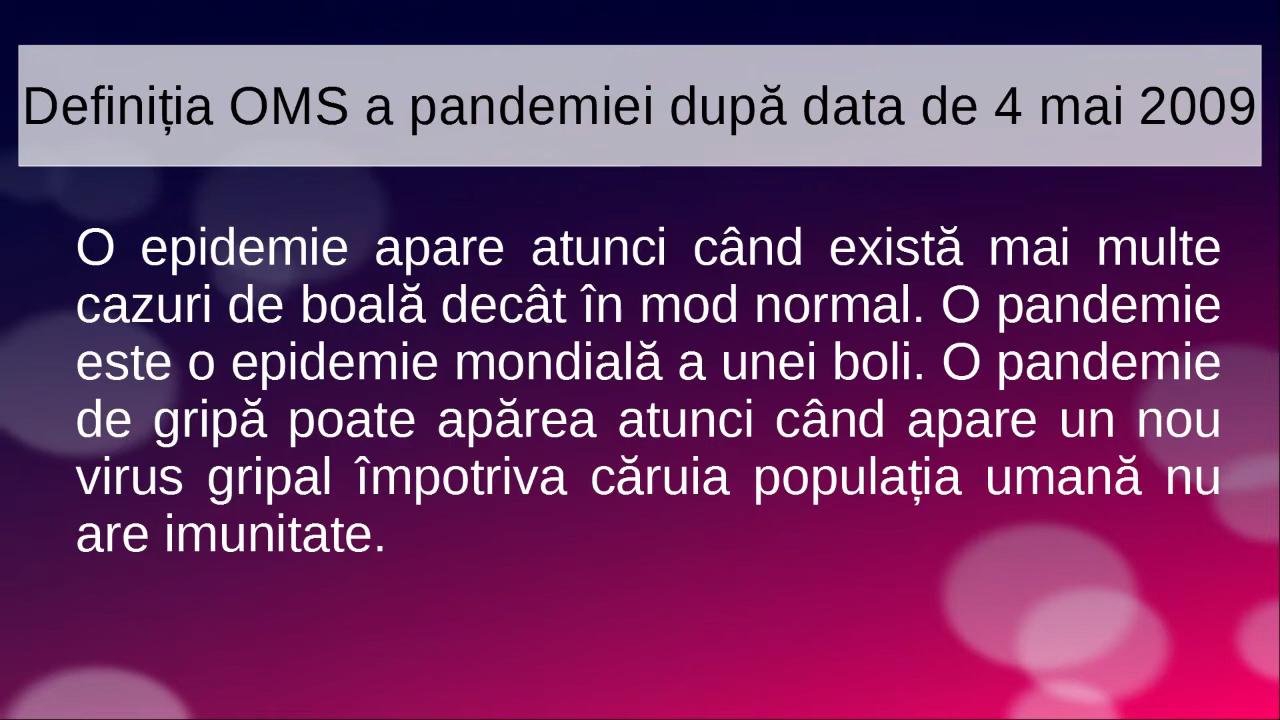 Definiția OMS a pandemiei după data de 4 mai 2009
O epidemie apare atunci când există mai multe
cazuri de boală decât în mod normal. O pandemie
este o epidemie mondială a unei boli. O pandemie
de gripă poate apărea atunci când apare un nou
virus gripal împotriva căruia populația umană nu
are imunitate.